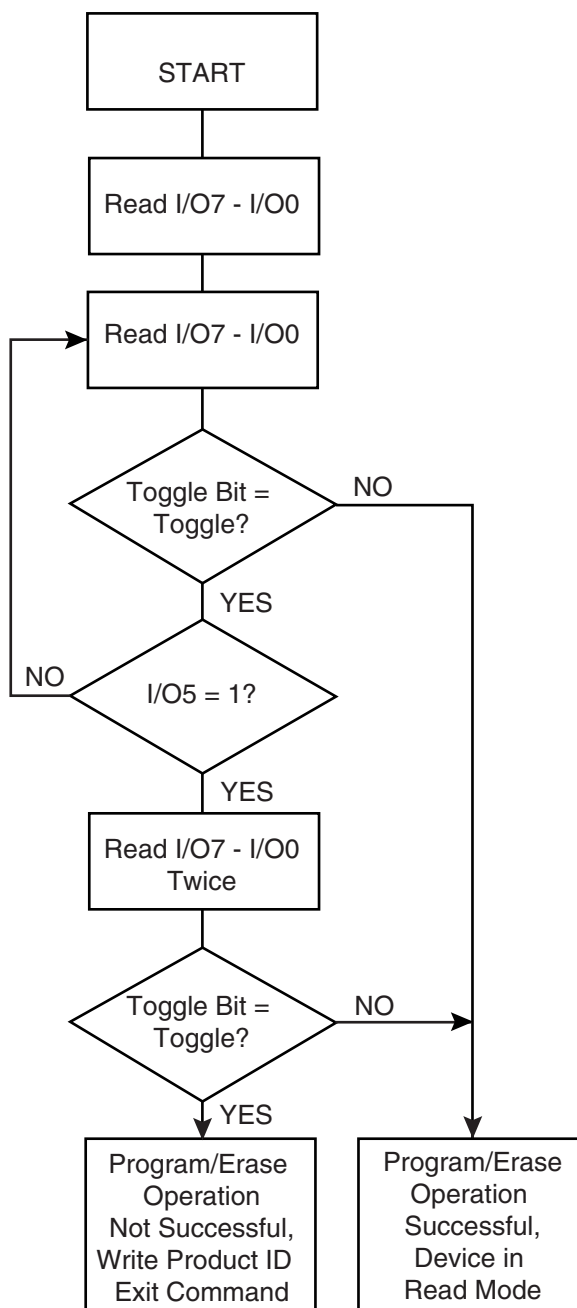 START
Read I/O7 - I/O0
Read I/O7 - I/O0
Toggle Bit =
Toggle?
NO
YES
NO
I/O5 = 1?
YES
Read I/O7 - I/O0
Twice
Toggle Bit =
Toggle?
NO
YES
Program/Erase
Operation
Not Successful,
Write Product ID
Exit Command
Program/Erase
Operation
Successful,
Device in
Read Mode